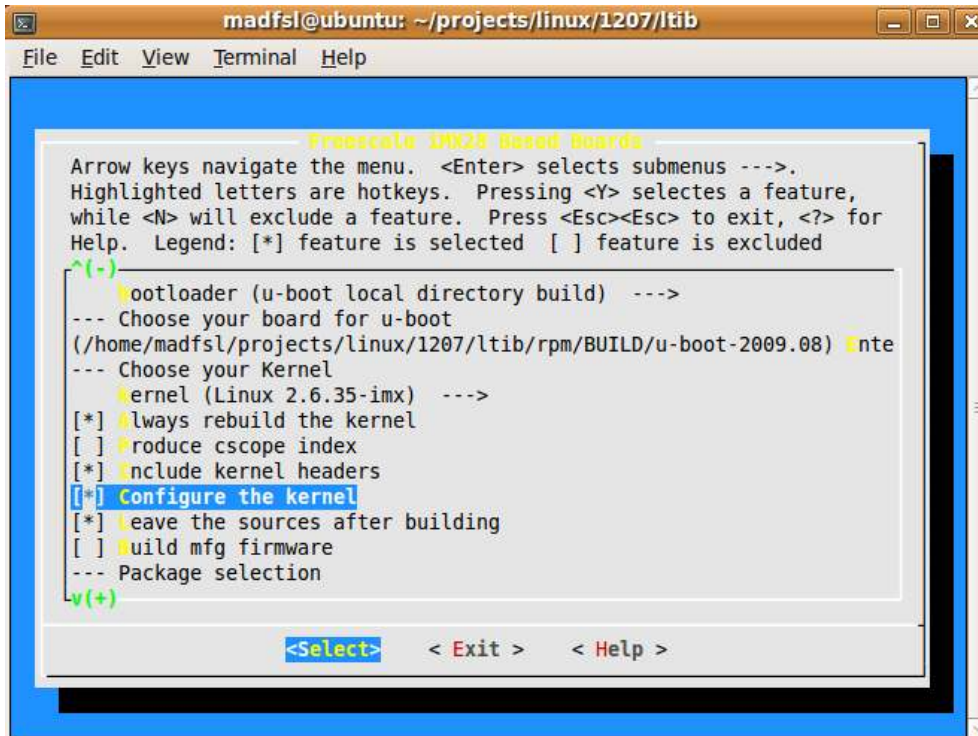 madfsl@ubuntu: ~/projects/linux/1207/ltib
File Edit View Terminal Help
Freescale iMX28 Based Boards
Arrow keys navigate the menu. <Enter> selects submenus --->.
Highlighted letters are hotkeys. Pressing <Y> selectes a feature,
while <N> will exclude a feature. Press <Esc><Esc> to exit, <?> for
Help. Legend: [*] feature is selected [ ] feature is excluded
^(-)
Bootloader (u-boot local directory build) --->
--- Choose your board for u-boot
(/home/madfsl/projects/linux/1207/ltib/rpm/BUILD/u-boot-2009.08) Ente
--- Choose your Kernel
Kernel (Linux 2.6.35-imx) --->
[*] Always rebuild the kernel
[ ] Produce cscope index
[*] Include kernel headers
[*] Configure the kernel
[*] Leave the sources after building
[ ] Build mfg firmware
--- Package selection
v(+)
<Select> < Exit > < Help >